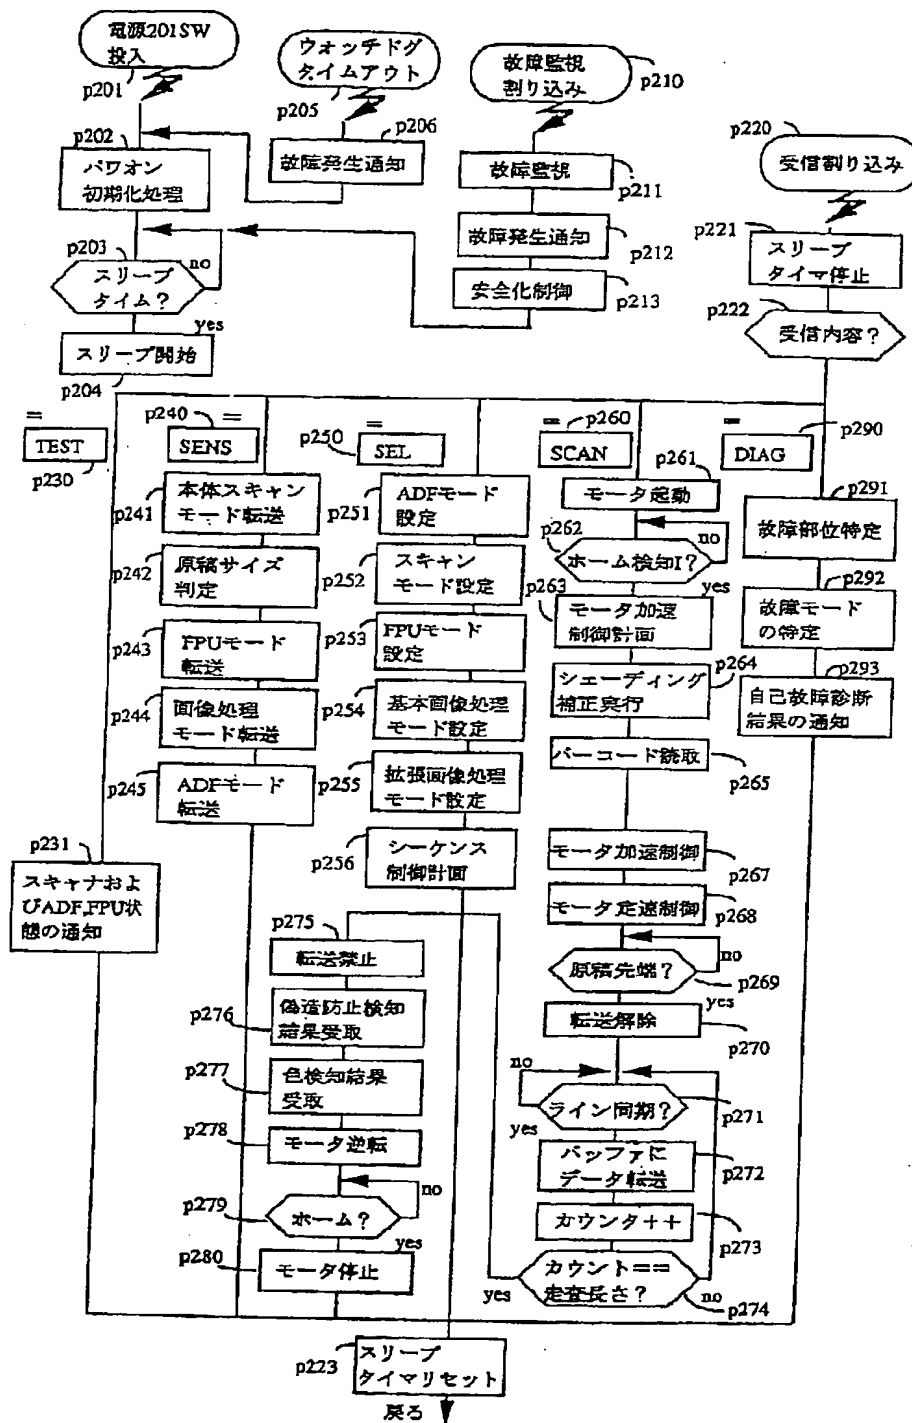 電源201SW
投入
p201
ウォッチドグ
タイムアウト
p205
故障監視
割り込み
p210
p220
受信割り込み
p202
パワオン
初期化処理
p206
故障発生通知
故障監視
p211
故障発生通知
p212
安全化制御
p213
p221
スリープ
タイマ停止
p222
受信内容?
p203
スリープ
タイム?
no
yes
スリープ開始
p204
=
TEST
p230
p240
=
SENS
p250
=
SEL
=
p260
SCAN
=
DIAG
p290
p231
スキャナおよ
びADF,FPU状
態の通知
本体スキャン
モード転送
p241
p242
原稿サイズ
判定
p243
FPUモード
転送
p244
画像処理
モード転送
p245
ADFモード
転送
p251
ADFモード
設定
p252
スキャン
モード設定
p253
FPUモード
設定
p254
基本画像処理
モード設定
p255
拡張画像処理
モード設定
p256
シーケンス
制御計画
p261
モータ起動
p262
no
ホーム検知I?
yes
p263
モータ加速
制御計画
p264
シェーディング
補正実行
バーコード読取
p265
モータ加速制御
p267
モータ定速制御
p268
no
原稿先端?
p269
yes
転送解除
p270
no
ライン同期?
p271
yes
バッファに
データ転送
p272
カウンタ++
p273
カウント==
走査長さ?
yes
no
p274
p275
転送禁止
p276
偽造防止検知
結果受取
p277
色検知結果
受取
p278
モータ逆転
no
p279
ホーム?
yes
p280
モータ停止
p291
故障部位特定
p292
故障モード
の特定
p293
自己故障診断
結果の通知
p223
スリープ
タイマリセット
戻る